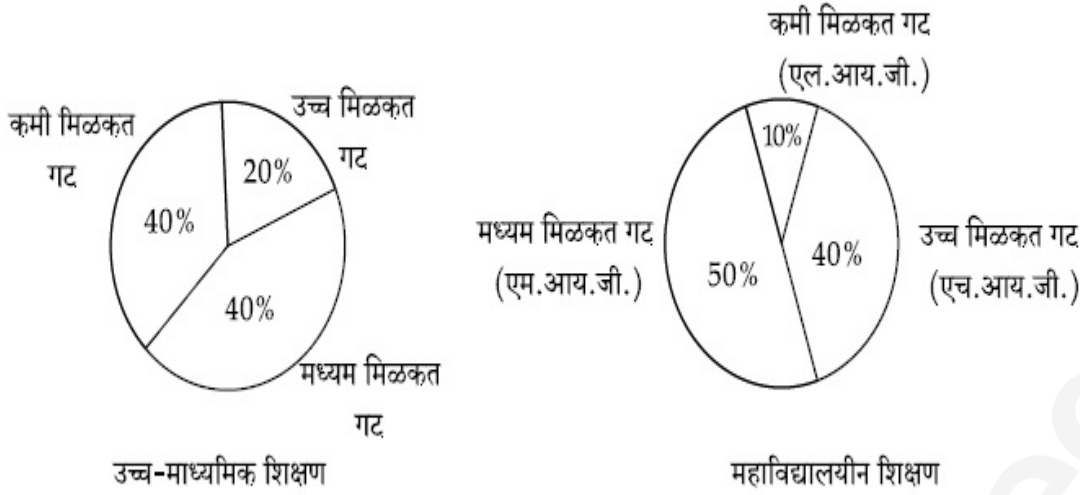 कमी मिळकत
गट
उच्च मिळकत
गट
20%
40%
40%
मध्यम मिळकत
गट
उच्च-माध्यमिक शिक्षण
कमी मिळकत गट
(एल.आय.जी.)
10%
मध्यम मिळकत गट
(एम.आय.जी.)
50%
40%
उच्च मिळकत गट
(एच.आय.जी.)
महाविद्यालयीन शिक्षण